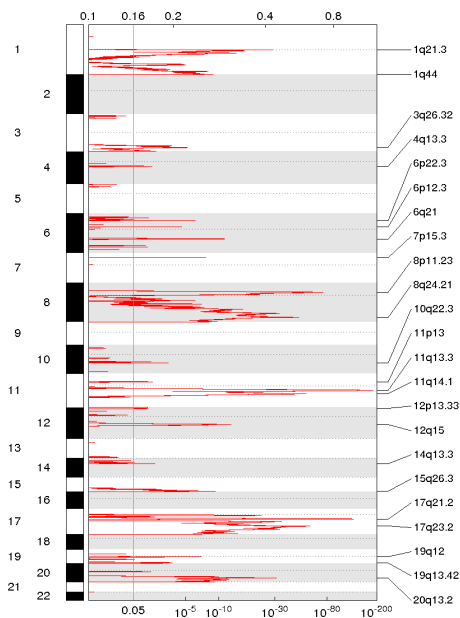 0.1 0.16 0.2 0.4 0.8
1
2
3
4
5
6
7
8
9
10
11
12
13
14
15
16
17
18
19
20
21
22
1q21.3
1q44
3q26.32
4q13.3
6p22.3
6p12.3
6q21
7p15.3
8p11.23
8q24.21
10q22.3
11p13
11q13.3
11q14.1
12p13.33
12q15
14q13.3
15q26.3
17q21.2
17q23.2
19q12
19q13.42
20q13.2
0.05 10^-5 10^-10 10^-30 10^-80 10^-200